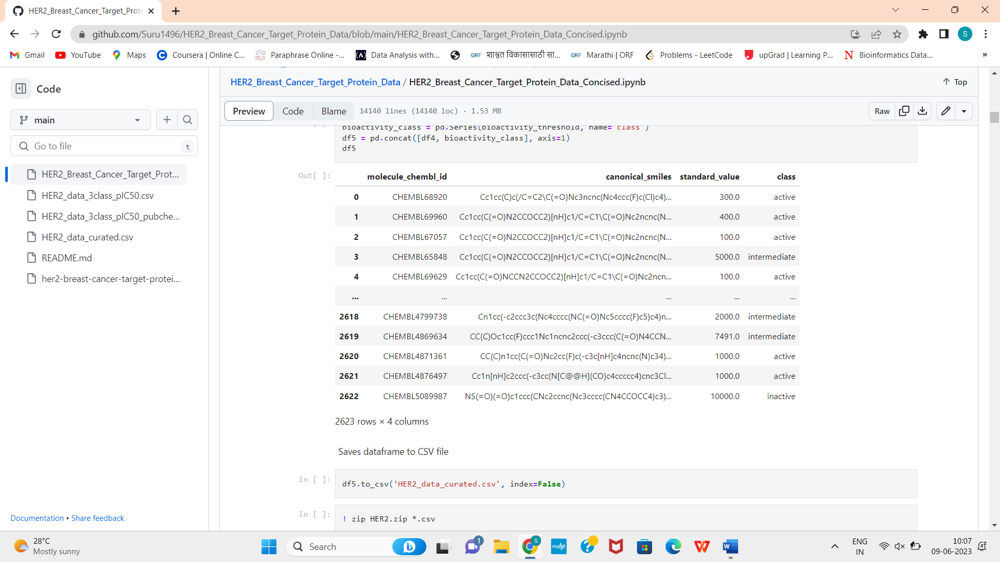 HER2_Breast_Cancer_Target_Prote
github.com/Suru1496/HER2_Breast_Cancer_Target_Protein_Data/blob/main/HER2_Breast_Cancer_Target_Protein_Data_Concised.ipynb
S
Gmail YouTube Maps Coursera | Online C... Paraphrase Online -... Data Analysis with... शाश्वत विकासासाठी सा... Marathi | ORF Problems - LeetCode upGrad | Learning P... Bioinformatics Data... »
Code
main
Go to file t
HER2_Breast_Cancer_Target_Prot...
HER2_data_3class_pIC50.csv
HER2_data_3class_pIC50_pubche...
HER2_data_curated.csv
README.md
her2-breast-cancer-target-protei...
Documentation • Share feedback
HER2_Breast_Cancer_Target_Protein_Data / HER2_Breast_Cancer_Target_Protein_Data_Concised.ipynb
Top
Preview Code Blame 14140 lines (14140 loc) · 1.53 MB Raw
bioactivity_class = pd.Series(bioactivity_threshold, name='class')
df5 = pd.concat([df4, bioactivity_class], axis=1)
df5
Out[ ]:
molecule_chembl_id canonical_smiles standard_value class
0 CHEMBL68920 Cc1cc(C)c(/C=C2\C(=O)Nc3ncnc(Nc4ccc(F)c(Cl)c4)... 300.0 active
1 CHEMBL69960 Cc1cc(C(=O)N2CCOCC2)[nH]c1/C=C1\C(=O)Nc2ncnc(N... 400.0 active
2 CHEMBL67057 Cc1cc(C(=O)N2CCOCC2)[nH]c1/C=C1\C(=O)Nc2ncnc(N... 100.0 active
3 CHEMBL65848 Cc1cc(C(=O)N2CCOCC2)[nH]c1/C=C1\C(=O)Nc2ncnc(N... 5000.0 intermediate
4 CHEMBL69629 Cc1cc(C(=O)NCCN2CCOCC2)[nH]c1/C=C1\C(=O)Nc2ncn... 100.0 active
... ... ... ... ...
2618 CHEMBL4799738 Cn1cc(-c2ccc3c(Nc4cccc(NC(=O)Nc5cccc(F)c5)c4)n... 2000.0 intermediate
2619 CHEMBL4869634 CC(C)Oc1cc(F)ccc1Nc1ncnc2ccc(-c3ccc(C(=O)N4CCN... 7491.0 intermediate
2620 CHEMBL4871361 CC(C)n1cc(C(=O)Nc2cc(F)c(-c3c[nH]c4ncnc(N)c34)... 1000.0 active
2621 CHEMBL4876497 Cc1n[nH]c2ccc(-c3cc(N[C@@H](CO)c4ccccc4)cnc3Cl... 1000.0 active
2622 CHEMBL5089987 NS(=O)(=O)c1ccc(CNc2ccnc(Nc3cccc(CN4CCOCC4)c3)... 10000.0 inactive
2623 rows × 4 columns
Saves dataframe to CSV file
In [ ]: df5.to_csv('HER2_data_curated.csv', index=False)
In [ ]: ! zip HER2.zip *.csv
28°C
Mostly sunny
Search
1
S
myhp
ENG
IN
10:07
09-06-2023